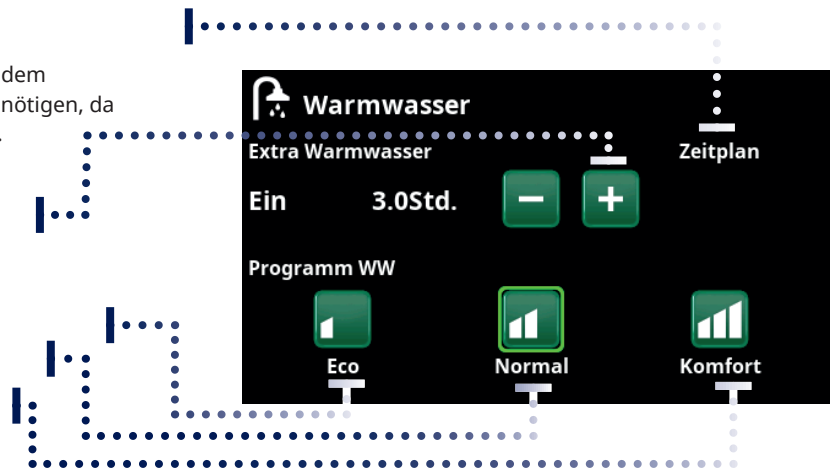 dem
nötigen, da
.
Warmwasser
Extra Warmwasser
Zeitplan
Ein 3.0Std. − +
Programm WW
Eco Normal Komfort